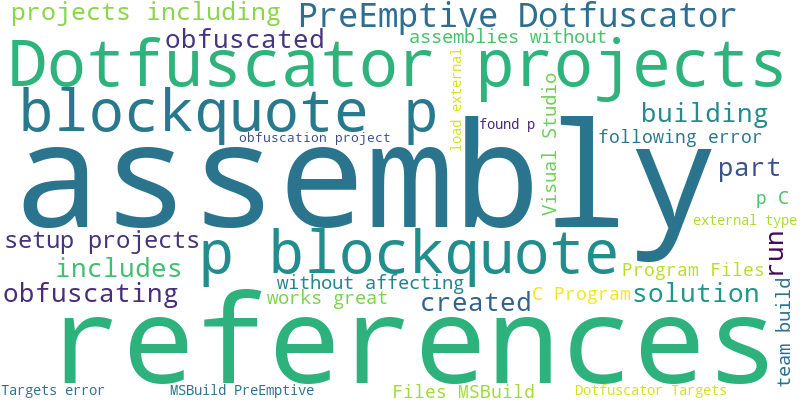 projects including
PreEmptive Dotfuscator
obfuscated
assemblies without
Dotfuscator projects
load external
Visual Studio
blockquote p
found p
building
obfuscation project
following error
assembly
part
p C
external type
setup projects
p blockquote
run
includes
without affecting
Program Files
team build
obfuscating
works great
created
C Program
solution
references
Targets error
MSBuild PreEmptive
Files MSBuild
Dotfuscator Targets